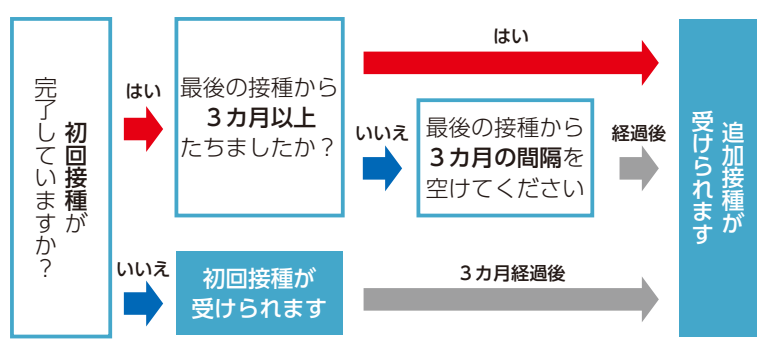 初回接種が
完了していますか？
はい
最後の接種から
３カ月以上
たちましたか？
はい
いいえ
最後の接種から
３カ月の間隔を
空けてください
経過後
いいえ
初回接種が
受けられます
３カ月経過後
追加接種が
受けられます